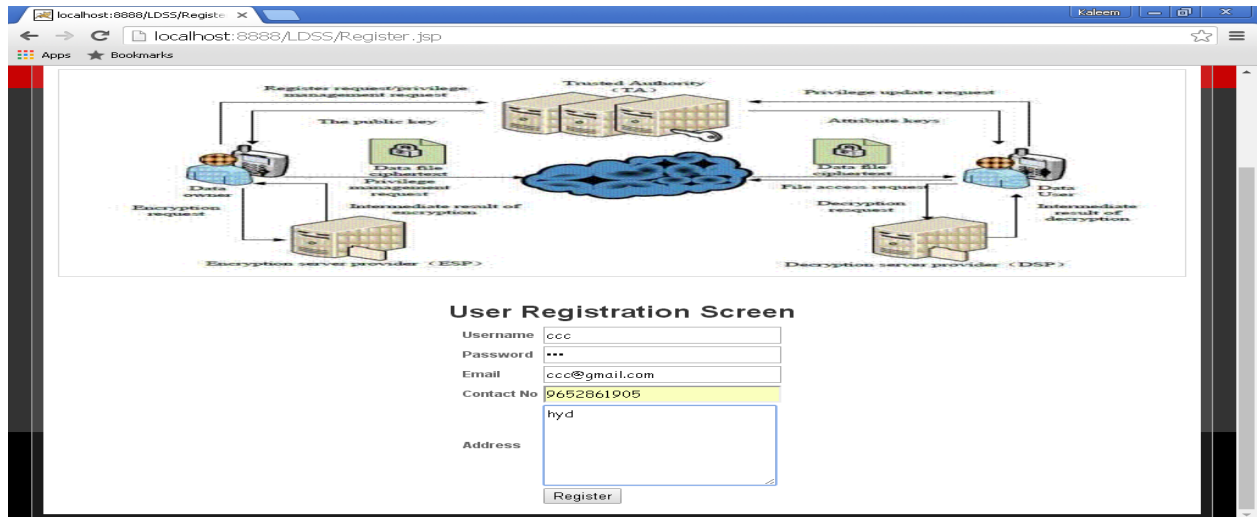 localhost:8888/LDSS/Registe
Kaleem
localhost:8888/LDSS/Register.jsp
Apps
Bookmarks
Register request/privilege
management request
Trusted Authority
(TA)
Privilege update request
The public key
Attribute keys
Data file
ciphertext
Data file
ciphertext
Data
owner
Privilege
management
request
File access request
Data
User
Encryption
request
Intermediate result of
encryption
Decryption
resquest
Intermediate
result of
decryption
Encryption server provider (ESP)
Decryption server provider (DSP)
User Registration Screen
Username ccc
Password •••
Email ccc@gmail.com
Contact No 9652861905
Address hyd
Register